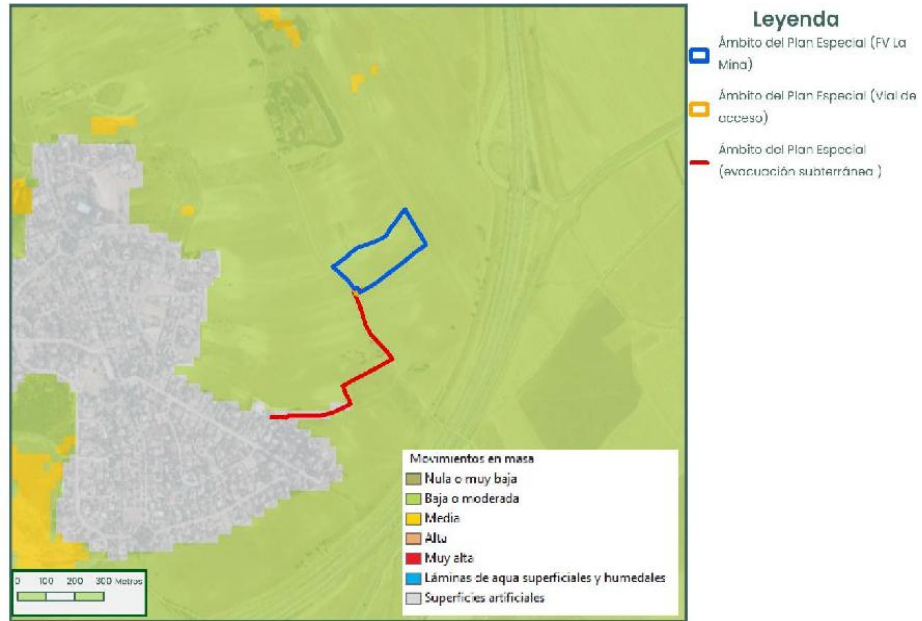 Leyenda
Ámbito del Plan Especial (FV La
Mina)
Ámbito del Plan Especial (Vial de
acceso)
Ámbito del Plan Especial
(evacuación subterránea )
Movimientos en masa
Nula o muy baja
Baja o moderada
Media
Alta
Muy alta
Láminas de aqua superficiales y humedales
Superficies artificiales
0 100 200 300 Metros